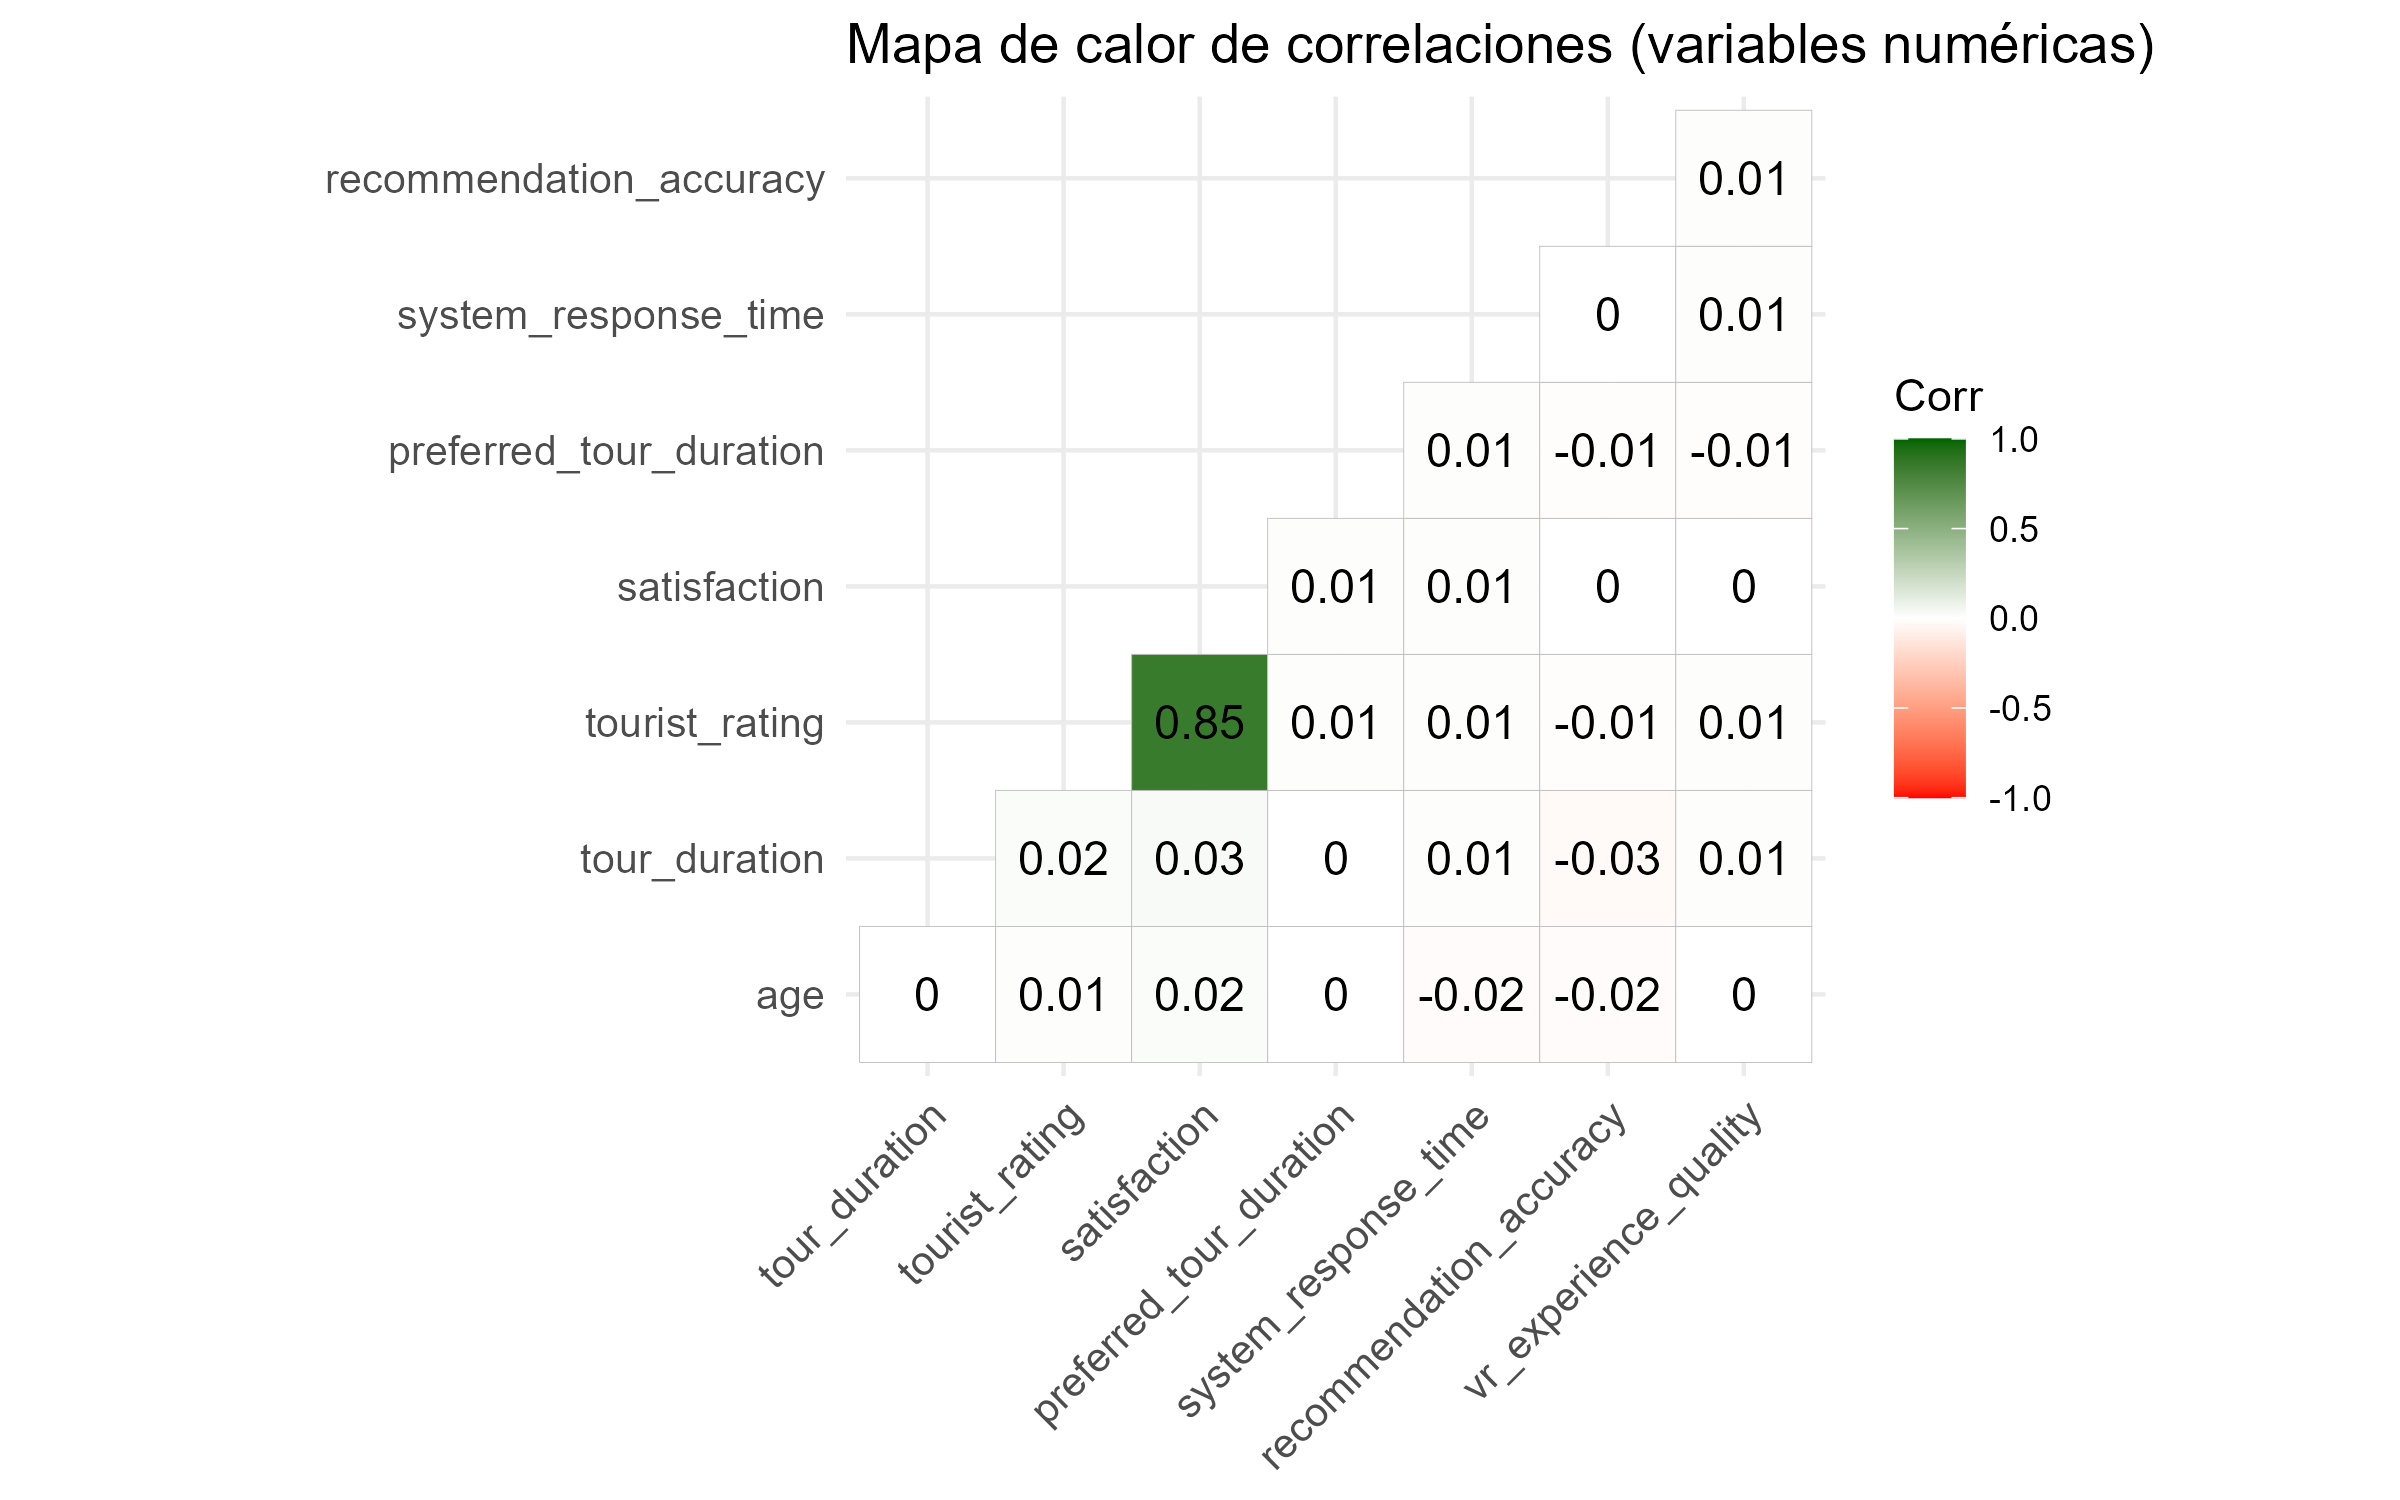 Mapa de calor de correlaciones (variables numéricas)
recommendation_accuracy 0.01
system_response_time 0 0.01
preferred_tour_duration 0.01 -0.01 -0.01
satisfaction 0.01 0.01 0 0
tourist_rating 0.85 0.01 0.01 -0.01 0.01
tour_duration 0.02 0.03 0 0.01 -0.03 0.01
age 0 0.01 0.02 0 -0.02 -0.02 0
tour_duration
tourist_rating
satisfaction
preferred_tour_duration
system_response_time
recommendation_accuracy
vr_experience_quality
Corr
1.0
0.5
0.0
-0.5
-1.0